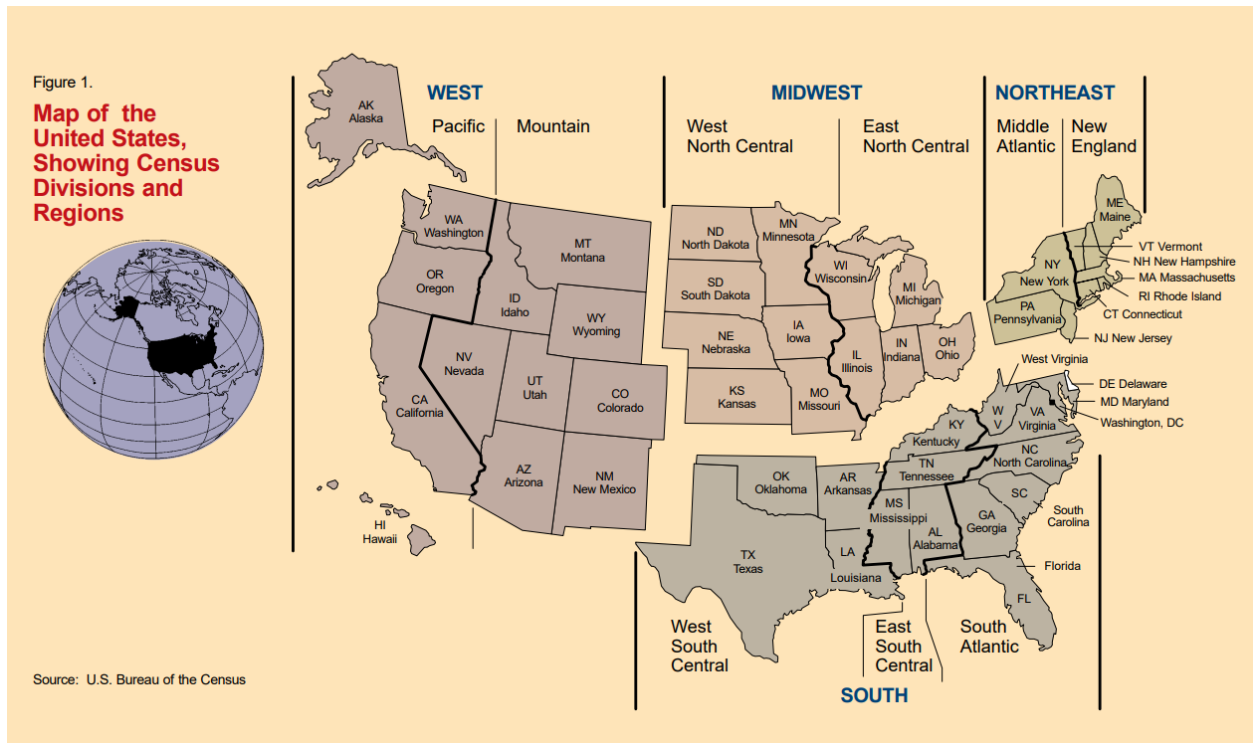 Figure 1.
Map of the
United States,
Showing Census
Divisions and
Regions
WEST
Pacific
Mountain
MIDWEST
West
North Central
East
North Central
NORTHEAST
Middle
Atlantic
New
England
AK
Alaska
WA
Washington
OR
Oregon
CA
California
HI
Hawaii
MT
Montana
ID
Idaho
WY
Wyoming
NV
Nevada
UT
Utah
CO
Colorado
AZ
Arizona
NM
New Mexico
ND
North Dakota
MN
Minnesota
SD
South Dakota
NE
Nebraska
IA
Iowa
KS
Kansas
MO
Missouri
WI
Wisconsin
MI
Michigan
IL
Illinois
IN
Indiana
OH
Ohio
ME
Maine
NY
New York
PA
Pennsylvania
VT Vermont
NH New Hampshire
MA Massachusetts
RI Rhode Island
CT Connecticut
NJ New Jersey
West Virginia
DE Delaware
MD Maryland
Washington, DC
W
V
VA
Virginia
KY
Kentucky
TN
Tennessee
NC
North Carolina
SC
South
Carolina
OK
Oklahoma
AR
Arkansas
MS
Mississippi
AL
Alabama
GA
Georgia
TX
Texas
LA
Louisiana
Florida
FL
West
South
Central
East
South
Central
South
Atlantic
SOUTH
Source: U.S. Bureau of the Census